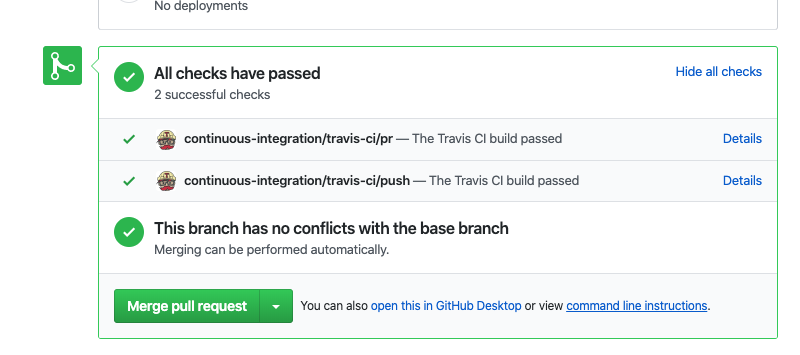 No deployments
All checks have passed
Hide all checks
2 successful checks
continuous-integration/travis-ci/pr — The Travis CI build passed
Details
continuous-integration/travis-ci/push — The Travis CI build passed
Details
This branch has no conflicts with the base branch
Merging can be performed automatically.
Merge pull request
You can also open this in GitHub Desktop or view command line instructions.